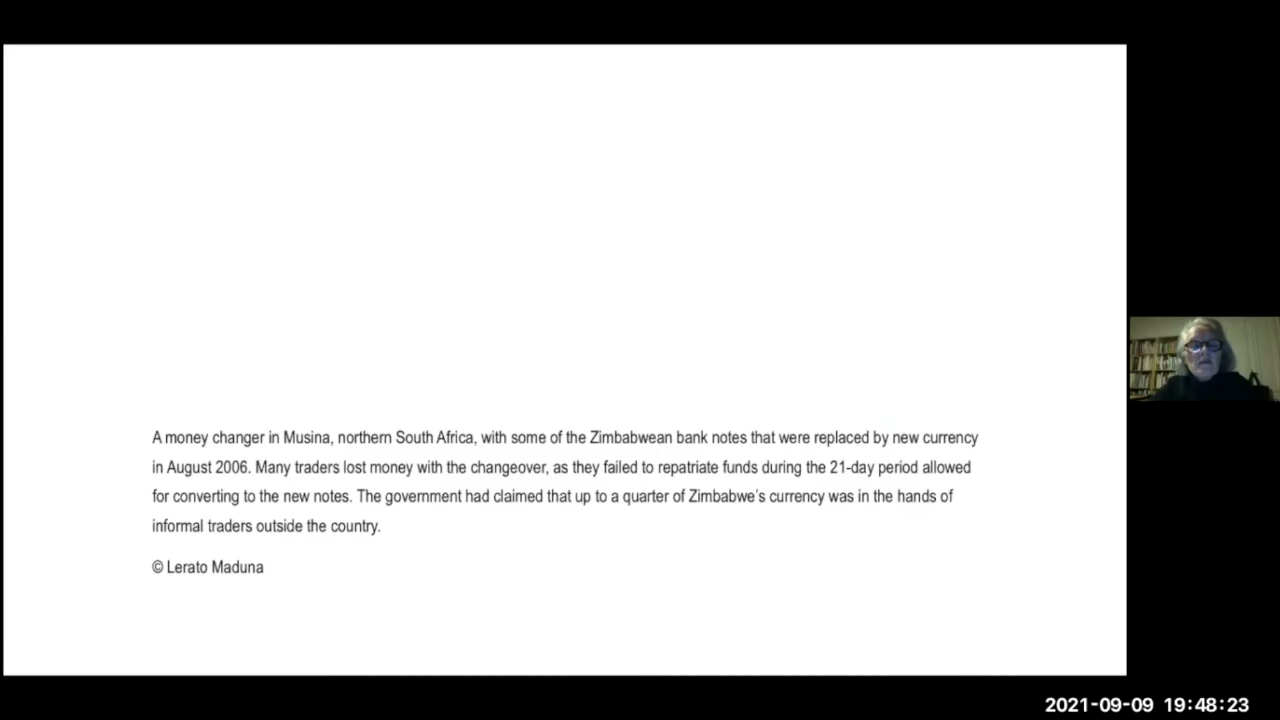 A money changer in Musina, northern South Africa, with some of the Zimbabwean bank notes that were replaced by new currency
in August 2006. Many traders lost money with the changeover, as they failed to repatriate funds during the 21-day period allowed
for converting to the new notes. The government had claimed that up to a quarter of Zimbabwe’s currency was in the hands of
informal traders outside the country.
© Lerato Maduna
2021-09-09 19:48:23